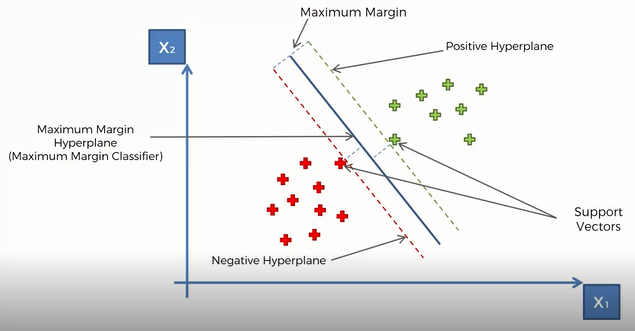 Maximum Margin
X₂
Positive Hyperplane
Maximum Margin
Hyperplane
(Maximum Margin Classifier)
Support
Vectors
Negative Hyperplane
X₁